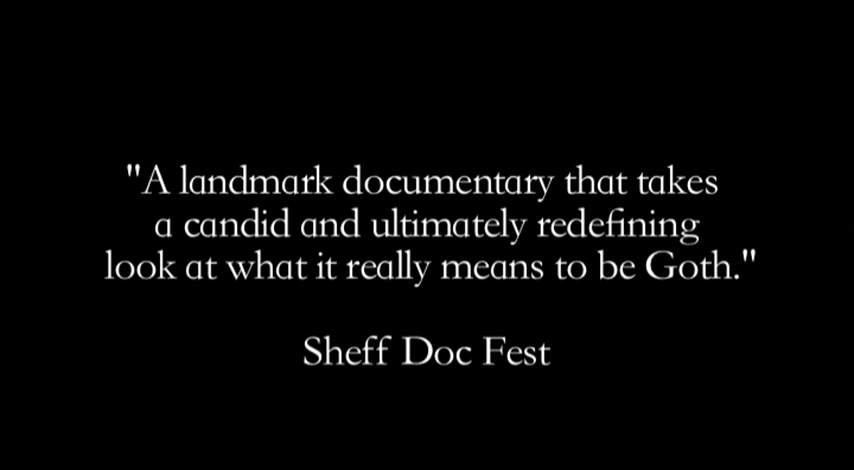 "A landmark documentary that takes
a candid and ultimately redefining
look at what it really means to be Goth."
Sheff Doc Fest